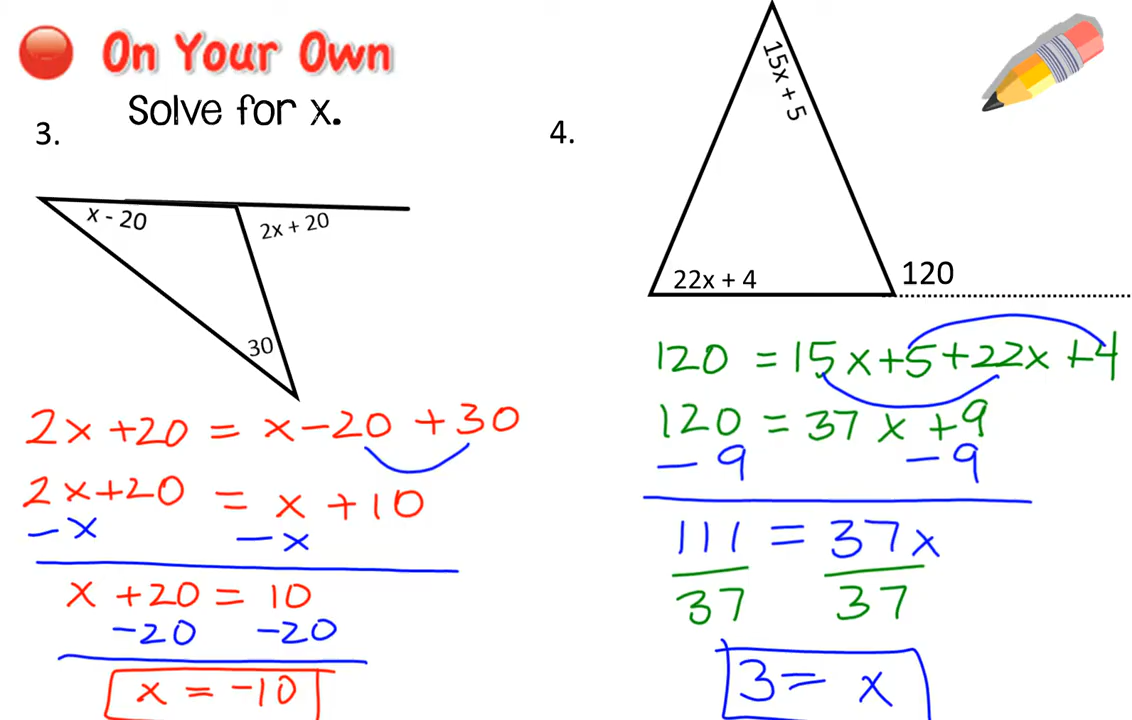 On Your Own
Solve for x.
3.
x - 20
2x + 20
30
2x + 20 = x - 20 + 30
2x + 20 = x + 10
- x - x
x + 20 = 10
-20 -20
x = -10
4.
15x + 5
22x + 4
120
120 = 15x + 5 + 22x + 4
120 = 37x + 9
- 9 - 9
111 = 37x
37 37
3 = x